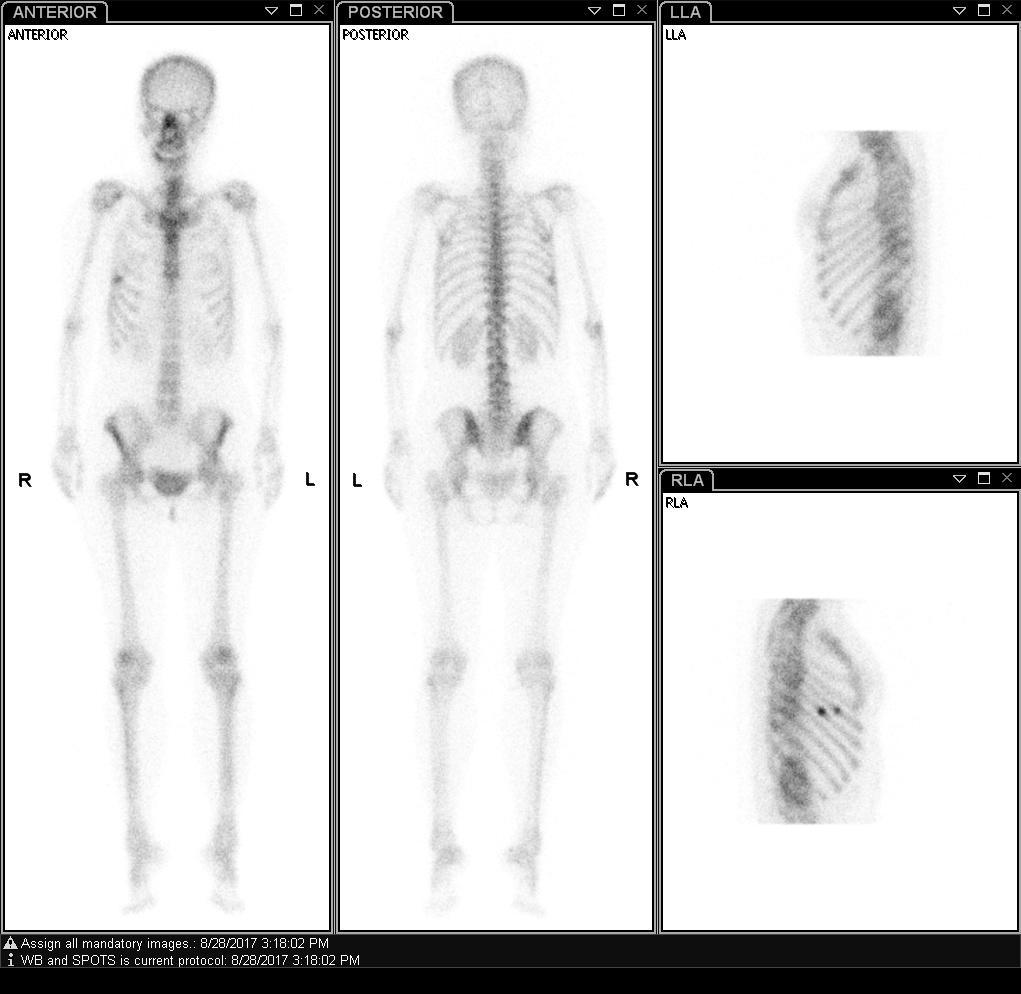 ANTERIOR
ANTERIOR
R
L
POSTERIOR
POSTERIOR
L
R
LLA
LLA
RLA
RLA
Assign all mandatory images.: 8/28/2017 3:18:02 PM
WB and SPOTS is current protocol: 8/28/2017 3:18:02 PM